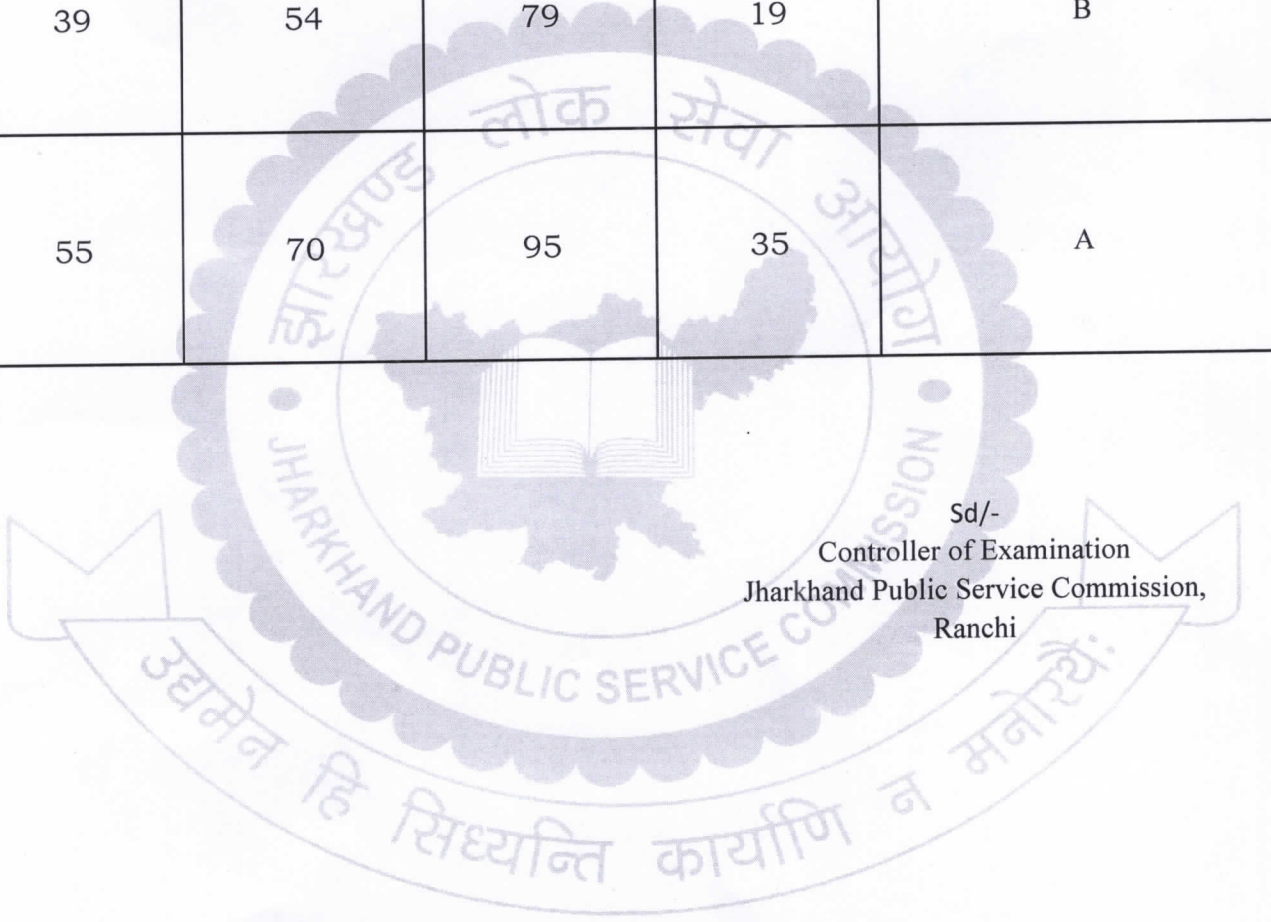 39 54 79 19 B
झारखण्ड लोक सेवा आयोग
55 70 95 35 A
JHARKHAND PUBLIC SERVICE COMMISSION
Sd/-
Controller of Examination
Jharkhand Public Service Commission,
Ranchi
उद्यमेन हि सिध्यन्ति कार्याणि न मनोरथैः